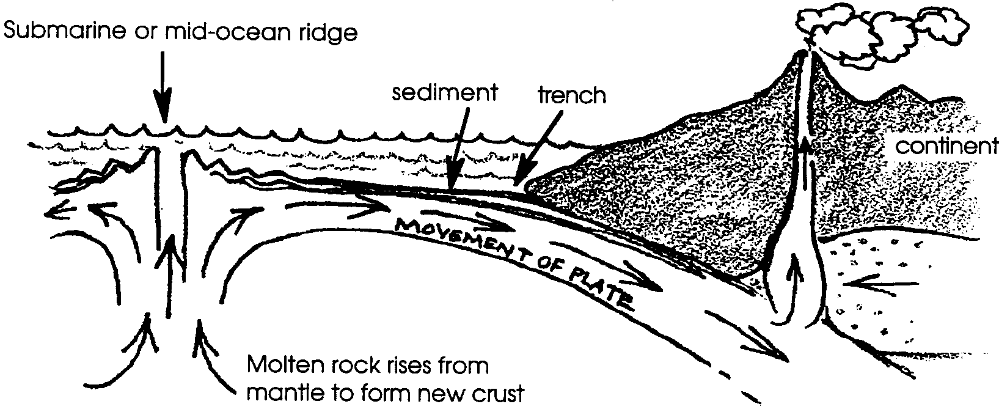 Submarine or mid-ocean ridge
sediment
trench
continent
MOVEMENT OF PLATE
Molten rock rises from
mantle to form new crust